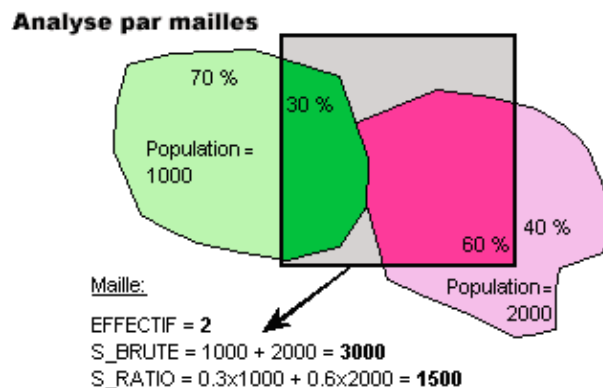 Analyse par mailles
70 %
30 %
Population =
1000
40 %
60 %
Population =
2000
Maille:
EFFECTIF = 2
S_BRUTE = 1000 + 2000 = 3000
S_RATIO = 0.3x1000 + 0.6x2000 = 1500